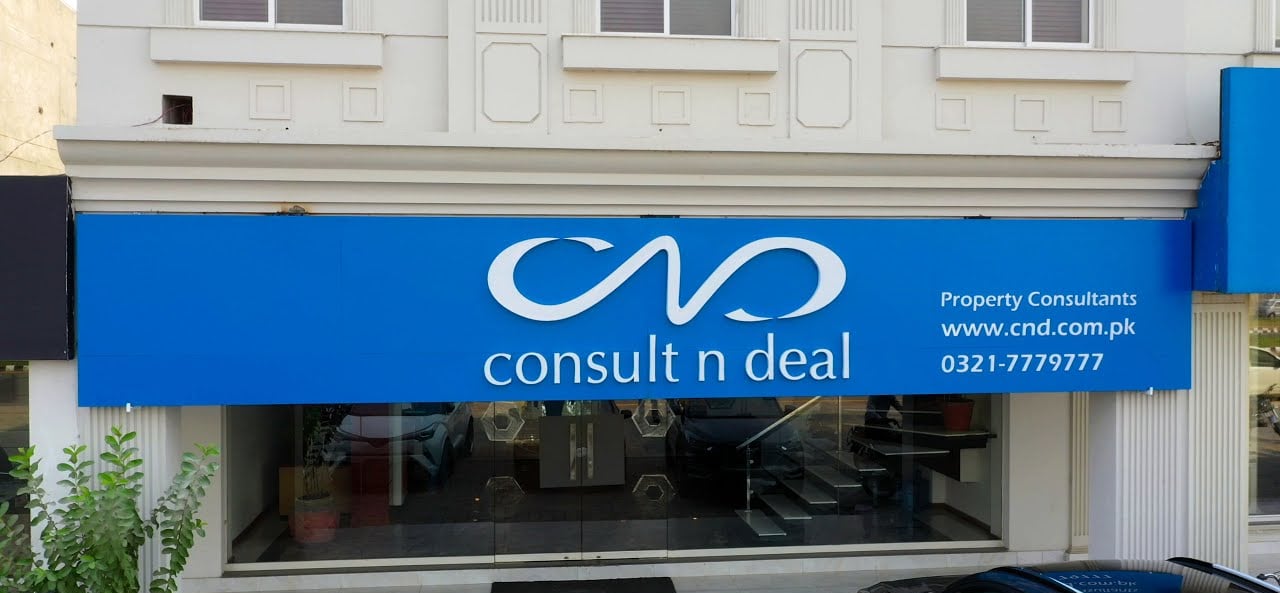 CND
consult n deal
Property Consultants
www.cnd.com.pk
0321-7779777